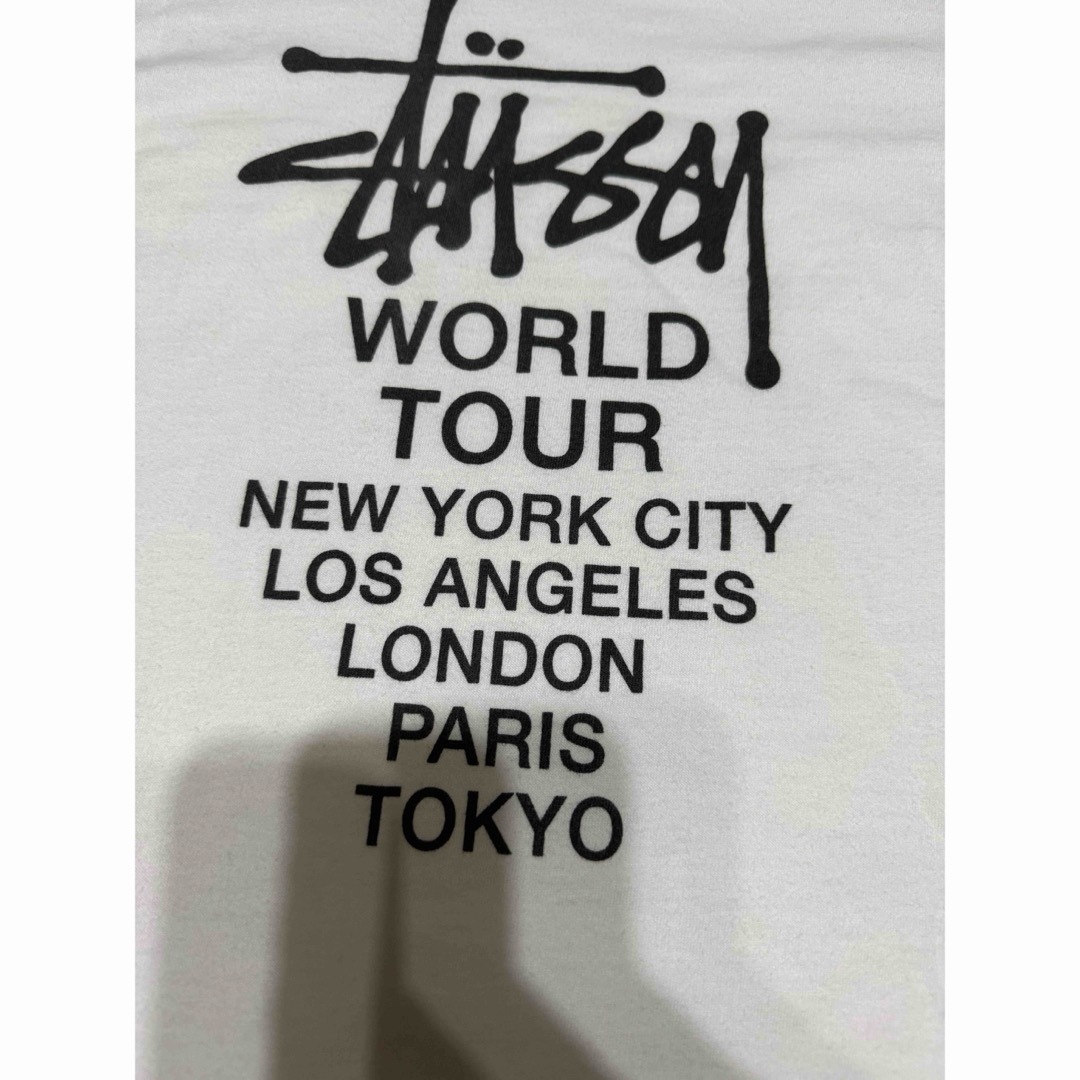 Stüssy
WORLD
TOUR
NEW YORK CITY
LOS ANGELES
LONDON
PARIS
TOKYO